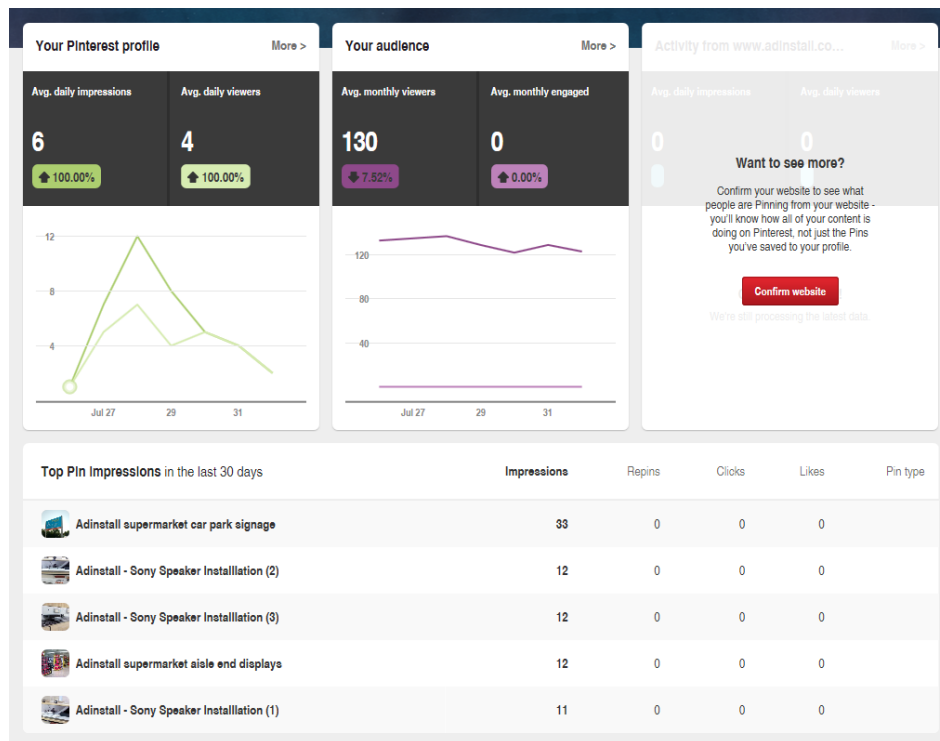 Your Pinterest profile More >
Avg. daily impressions Avg. daily viewers
6 4
100.00% 100.00%
12
8
4
Jul 27 29 31
Your audience More >
Avg. monthly viewers Avg. monthly engaged
130 0
7.52% 0.00%
120
80
40
Jul 27 29 31
Activity from www.adinstall.co... More >
Avg. daily impressions Avg. daily viewers
0 0
Want to see more?
Confirm your website to see what
people are Pinning from your website -
you'll know how all of your content is
doing on Pinterest, not just the Pins
you've saved to your profile.
Confirm website
We're still processing the latest data.
Top Pin Impressions in the last 30 days Impressions Repins Clicks Likes Pin type
Adinstall supermarket car park signage 33 0 0 0
Adinstall - Sony Speaker Installlation (2) 12 0 0 0
Adinstall - Sony Speaker Installlation (3) 12 0 0 0
Adinstall supermarket aisle end displays 12 0 0 0
Adinstall - Sony Speaker Installlation (1) 11 0 0 0